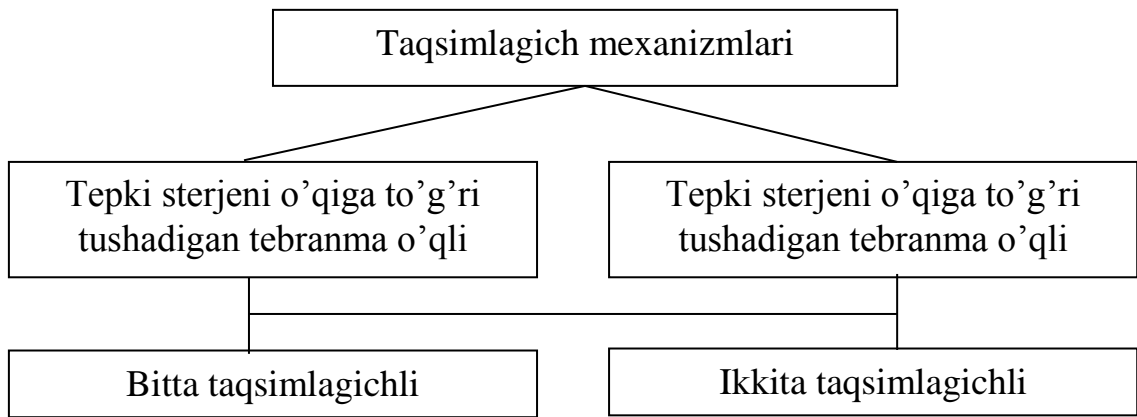 Taqsimlagich mexanizmlari
Tepki sterjeni o’qiga to’g’ri
tushadigan tebranma o’qli
Tepki sterjeni o’qiga to’g’ri
tushadigan tebranma o’qli
Bitta taqsimlagichli
Ikkita taqsimlagichli